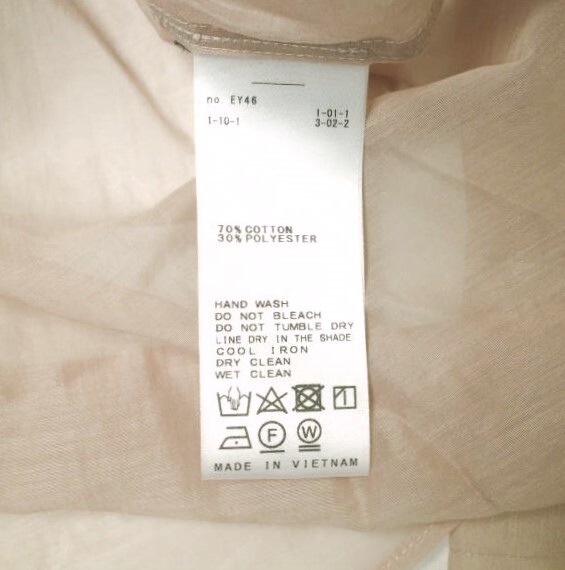 no. EY46
1-10-1 1-01-1
3-02-2
70% COTTON
30% POLYESTER
HAND WASH
DO NOT BLEACH
DO NOT TUMBLE DRY
LINE DRY IN THE SHADE
COOL IRON
DRY CLEAN
WET CLEAN
F W
MADE IN VIETNAM